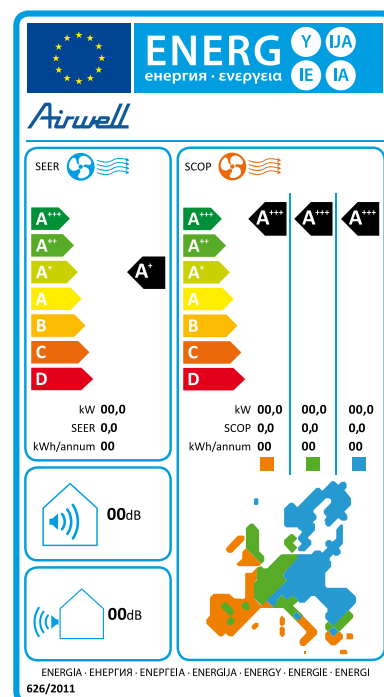 ENERG Y IJA
енергия · ενεργεια IE IA
Airwell
SEER
A+++
A++
A+
A
B
C
D
A+
kW 00,0
SEER 0,0
kWh/annum 00
SCOP
A+++
A++
A+
A
B
C
D
A+++ A+++ A+++
kW 00,0 00,0 00,0
SCOP 0,0 0,0 0,0
kWh/annum 00 00 00
00dB
00dB
ENERGIA · ЕНЕРГИЯ · ΕΝΕΡΓΕΙΑ · ENERGIJA · ENERGY · ENERGIE · ENERGI
626/2011